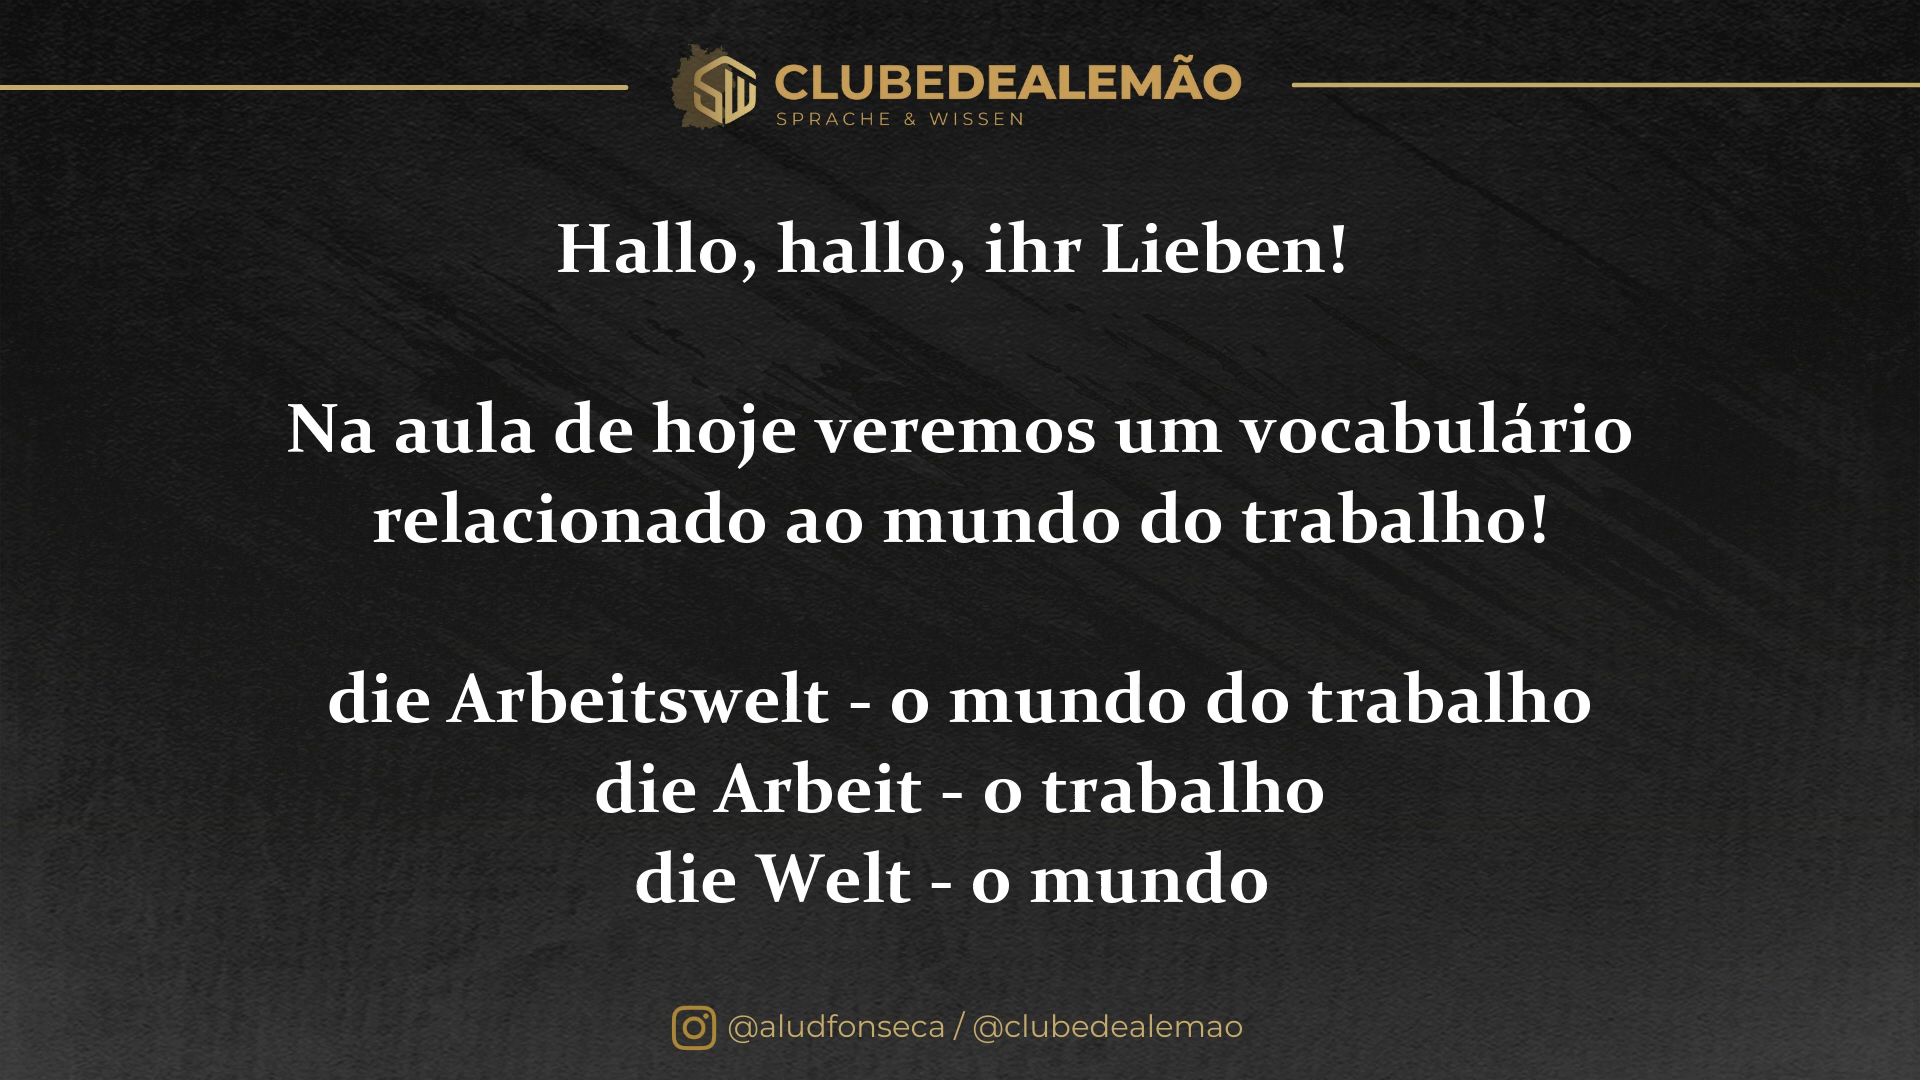 CLUBEDEALEMÃO
SPRACHE & WISSEN
Hallo, hallo, ihr Lieben!
Na aula de hoje veremos um vocabulário
relacionado ao mundo do trabalho!
die Arbeitswelt - o mundo do trabalho
die Arbeit - o trabalho
die Welt - o mundo
@aludfonseca / @clubedealemao